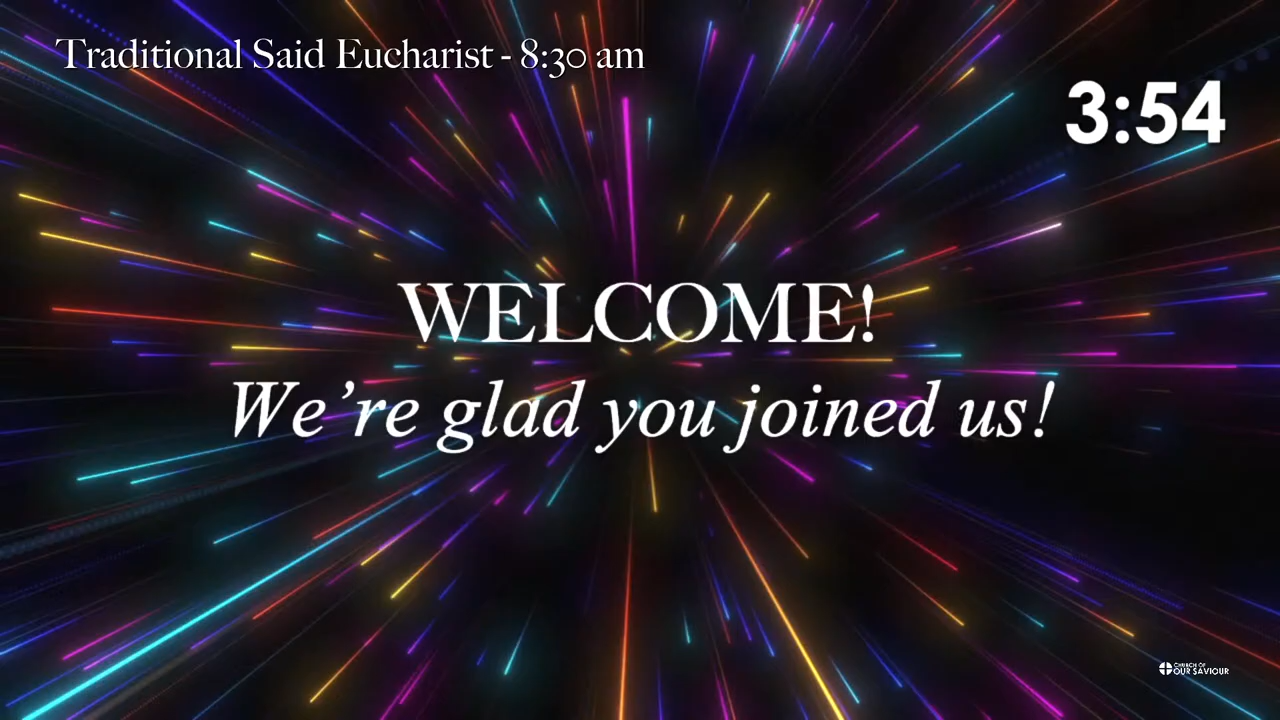 Traditional Said Eucharist - 8:30 am
3:54
WELCOME!
We're glad you joined us!
CHURCH OF
OUR SAVIOUR